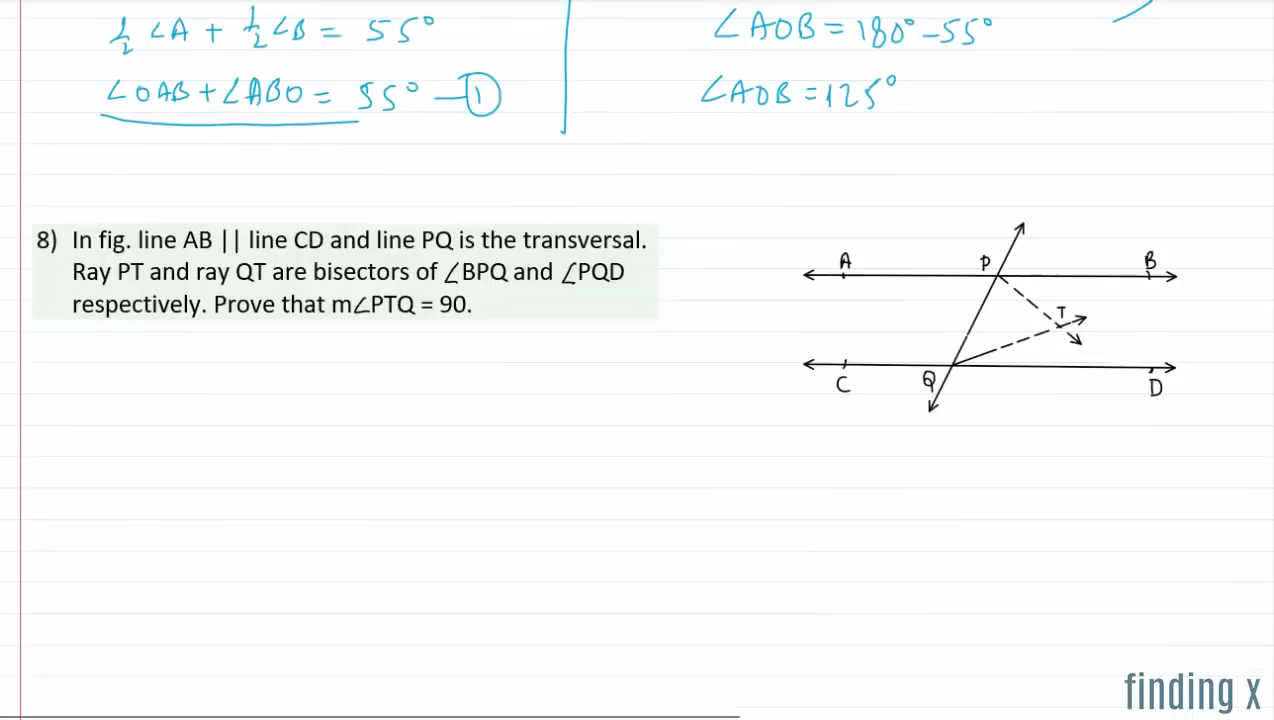 ½ ∠A + ½ ∠B = 55°
∠OAB + ∠ABO = 55° — ①
∠AOB = 180° – 55°
∠AOB = 125°
8) In fig. line AB || line CD and line PQ is the transversal.
Ray PT and ray QT are bisectors of ∠BPQ and ∠PQD
respectively. Prove that m∠PTQ = 90.
A P B
T
C Q D
finding x